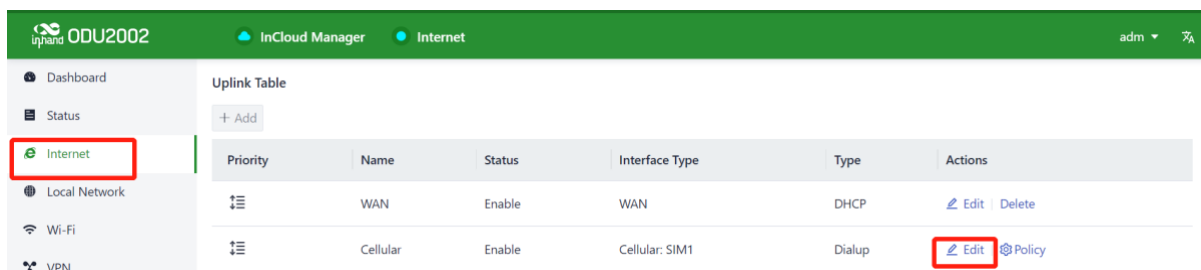 inhand ODU2002 InCloud Manager Internet adm
Dashboard
Uplink Table
Status
+ Add
Internet
Priority Name Status Interface Type Type Actions
Local Network
WAN Enable WAN DHCP Edit Delete
Wi-Fi
Cellular Enable Cellular: SIM1 Dialup Edit Policy
VPN